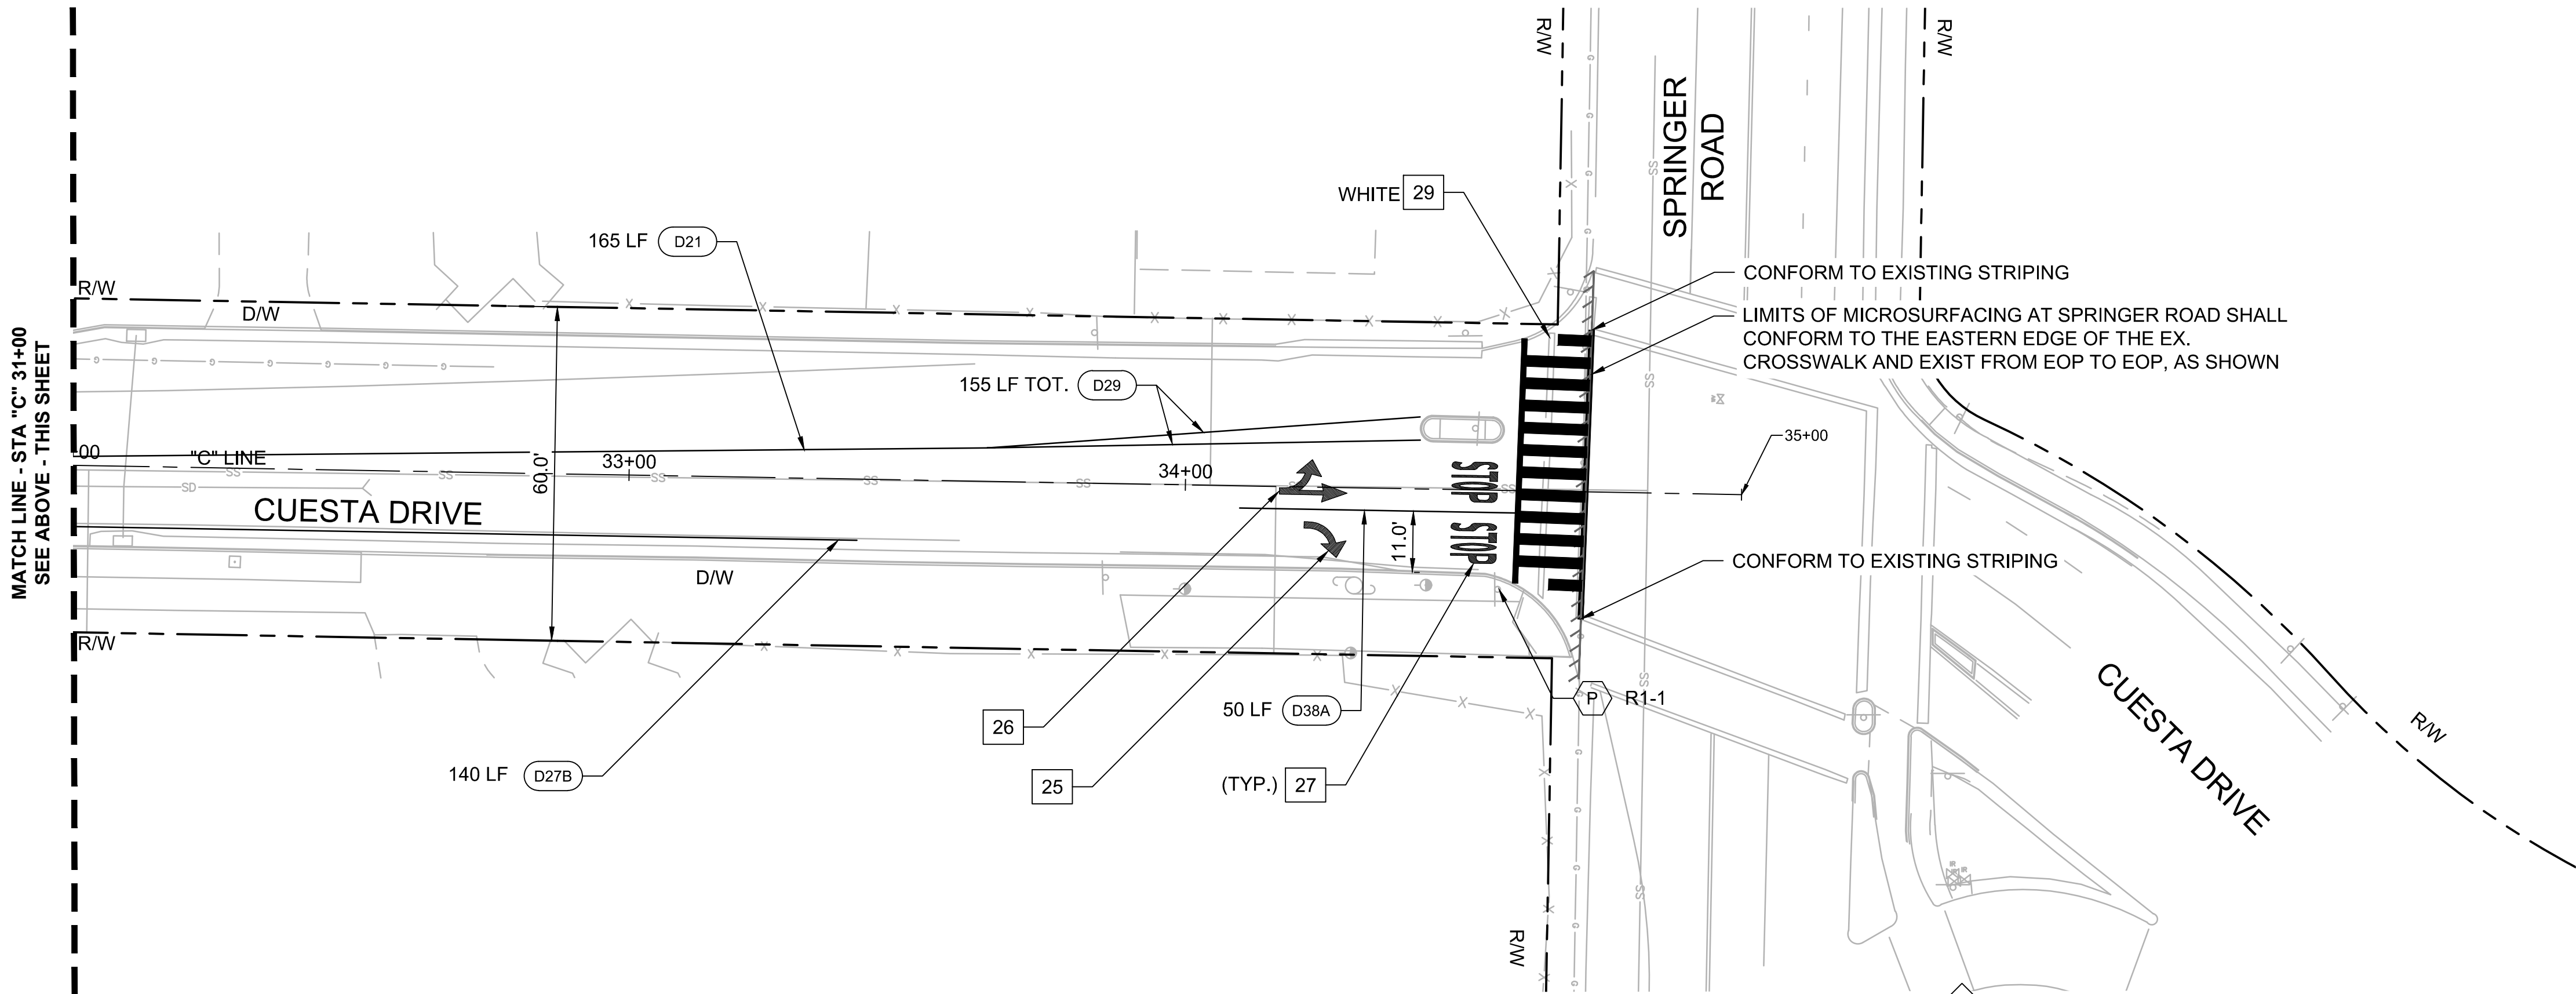 MATCH LINE - STA "C" 31+00
SEE ABOVE - THIS SHEET
R/W
R/W
SPRINGER
ROAD
WHITE 29
165 LF D21
CONFORM TO EXISTING STRIPING
LIMITS OF MICROSURFACING AT SPRINGER ROAD SHALL
CONFORM TO THE EASTERN EDGE OF THE EX.
CROSSWALK AND EXIST FROM EOP TO EOP, AS SHOWN
R/W
D/W
155 LF TOT. D29
00
"C" LINE
33+00
34+00
35+00
60.0'
SD
CUESTA DRIVE
STOP
STOP
11.0'
CONFORM TO EXISTING STRIPING
D/W
R/W
26
25
50 LF D38A
P R1-1
140 LF D27B
(TYP.) 27
CUESTA DRIVE
R/W
R/W